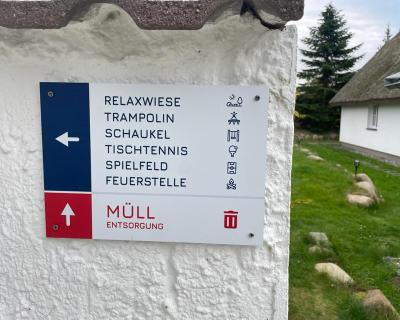 RELAXWIESE
TRAMPOLIN
SCHAUKEL
TISCHTENNIS
SPIELFELD
FEUERSTELLE
MÜLL
ENTSORGUNG